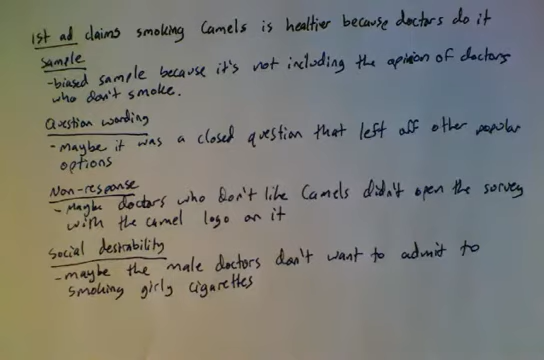 1st ad claims smoking Camels is healtier because doctors do it
Sample
- biased sample because it's not including the opinion of doctors
who don't smoke.
Question wording
- maybe it was a closed question that left off other popular
options
Non-response
- Maybe doctors who don't like Camels didn't open the survey
with the camel logo on it
Social desirability
- maybe the male doctors don't want to admit to
smoking girly cigarettes